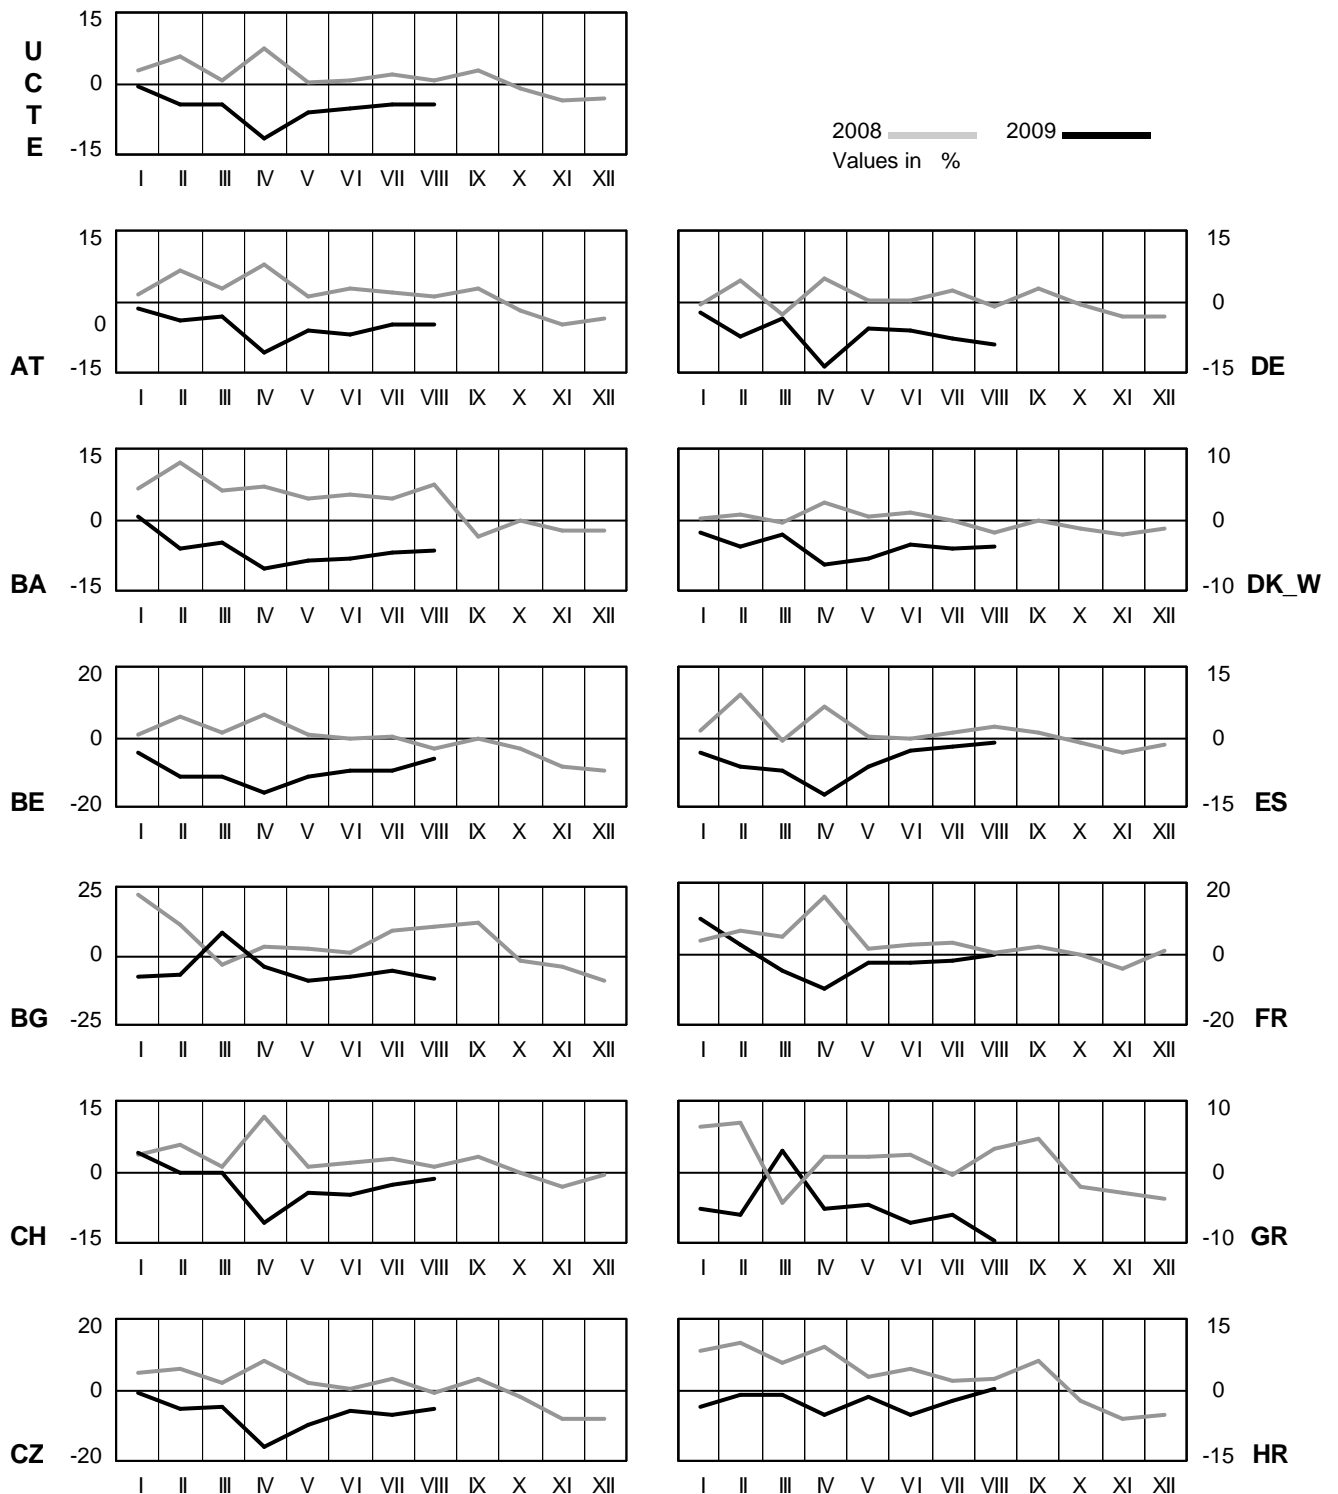 15
U
C
0
T
E
-15
I II III IV V VI VII VIII IX X XI XII
2008 2009
Values in %
15
0
AT -15
I II III IV V VI VII VIII IX X XI XII
15
0
-15 DE
I II III IV V VI VII VIII IX X XI XII
15
0
BA -15
I II III IV V VI VII VIII IX X XI XII
10
0
-10 DK_W
I II III IV V VI VII VIII IX X XI XII
20
0
BE -20
I II III IV V VI VII VIII IX X XI XII
15
0
-15 ES
I II III IV V VI VII VIII IX X XI XII
25
0
BG -25
I II III IV V VI VII VIII IX X XI XII
20
0
-20 FR
I II III IV V VI VII VIII IX X XI XII
15
0
CH -15
I II III IV V VI VII VIII IX X XI XII
10
0
-10 GR
I II III IV V VI VII VIII IX X XI XII
20
0
CZ -20
I II III IV V VI VII VIII IX X XI XII
15
0
-15 HR
I II III IV V VI VII VIII IX X XI XII